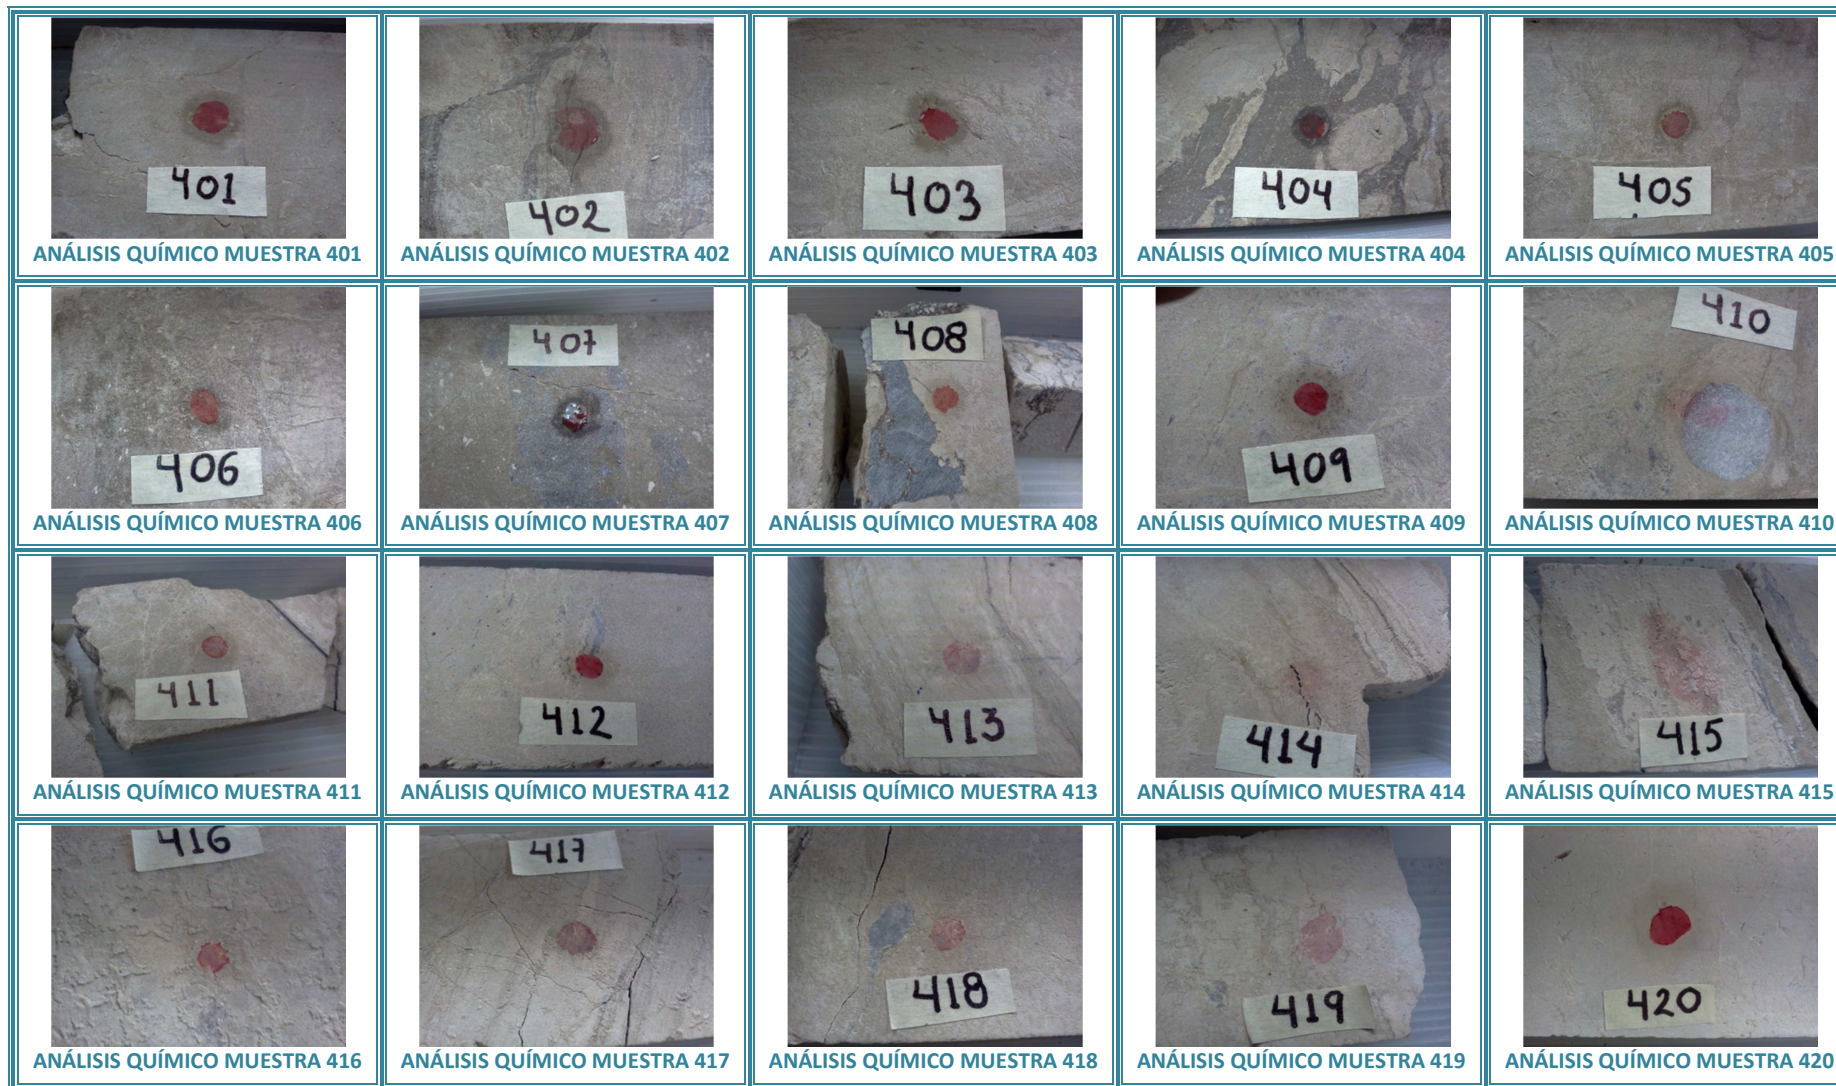 401
402
403
404
405
ANÁLISIS QUÍMICO MUESTRA 401
ANÁLISIS QUÍMICO MUESTRA 402
ANÁLISIS QUÍMICO MUESTRA 403
ANÁLISIS QUÍMICO MUESTRA 404
ANÁLISIS QUÍMICO MUESTRA 405
406
407
408
409
410
ANÁLISIS QUÍMICO MUESTRA 406
ANÁLISIS QUÍMICO MUESTRA 407
ANÁLISIS QUÍMICO MUESTRA 408
ANÁLISIS QUÍMICO MUESTRA 409
ANÁLISIS QUÍMICO MUESTRA 410
411
412
413
414
415
ANÁLISIS QUÍMICO MUESTRA 411
ANÁLISIS QUÍMICO MUESTRA 412
ANÁLISIS QUÍMICO MUESTRA 413
ANÁLISIS QUÍMICO MUESTRA 414
ANÁLISIS QUÍMICO MUESTRA 415
416
417
418
419
420
ANÁLISIS QUÍMICO MUESTRA 416
ANÁLISIS QUÍMICO MUESTRA 417
ANÁLISIS QUÍMICO MUESTRA 418
ANÁLISIS QUÍMICO MUESTRA 419
ANÁLISIS QUÍMICO MUESTRA 420